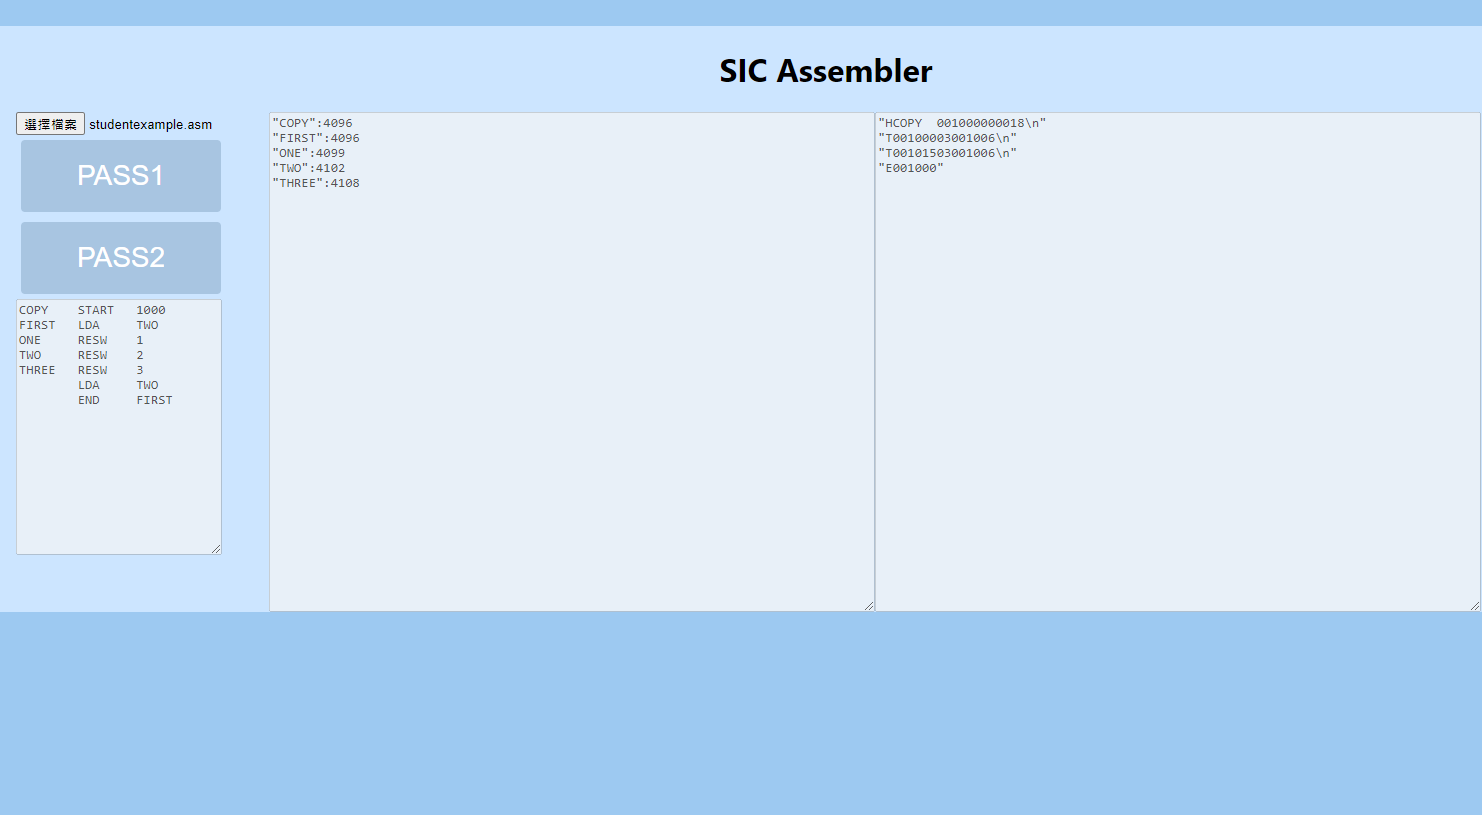 SIC Assembler
選擇檔案 studentexample.asm
PASS1
PASS2
COPY    START   1000
FIRST   LDA     TWO
ONE     RESW    1
TWO     RESW    2
THREE   RESW    3
        LDA     TWO
        END     FIRST
"COPY":4096
"FIRST":4096
"ONE":4099
"TWO":4102
"THREE":4108
"HCOPY  001000000018\n"
"T00100003001006\n"
"T00101503001006\n"
"E001000"